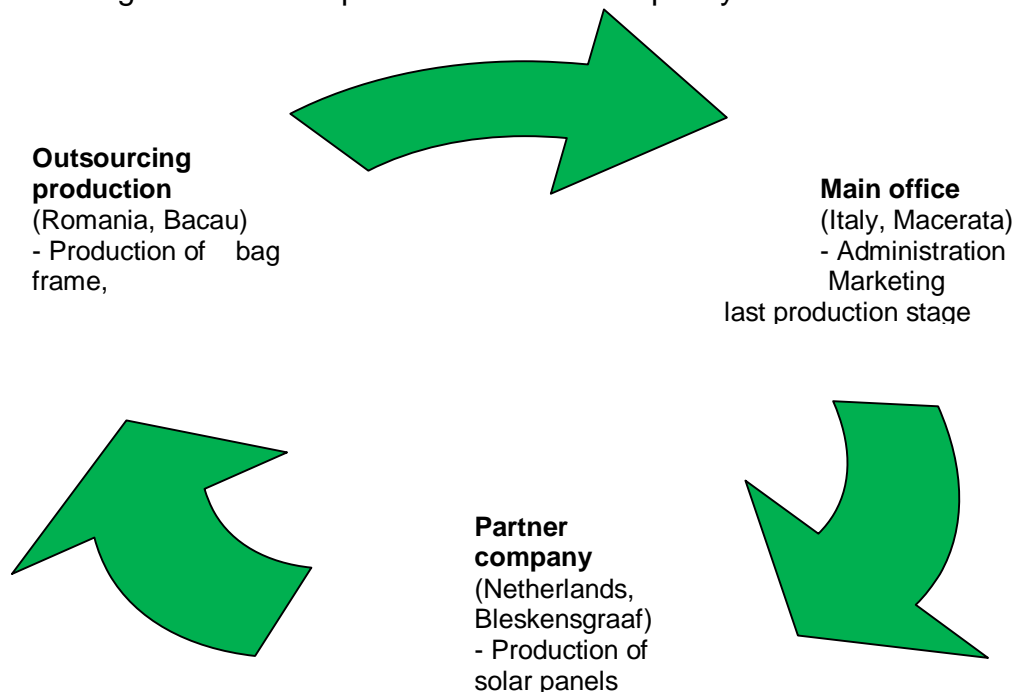 Outsourcing
production
(Romania, Bacau)
- Production of bag
frame,
Main office
(Italy, Macerata)
- Administration
Marketing
last production stage
Partner
company
(Netherlands,
Bleskensgraaf)
- Production of
solar panels